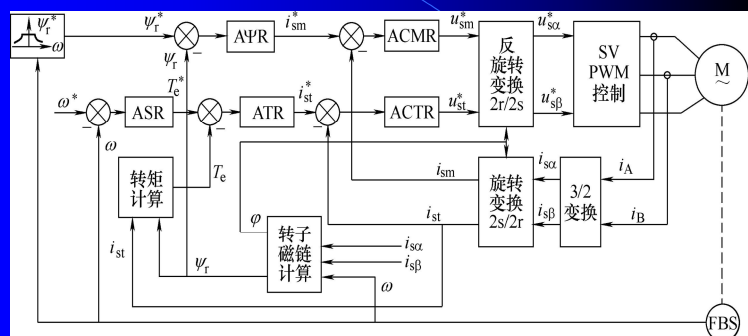 ψr* ω
ψr*
ψr
AΨR
ism*
ACMR
usm*
反旋转变换 2r/2s
usα*
usβ*
SV PWM 控制
M ~
ω*
ω
ASR
Te*
Te
ATR
ist*
ACTR
ust*
ism
ist
旋转变换 2s/2r
isα
isβ
3/2 变换
iA
iB
转矩计算
ist
ψr
φ
转子磁链计算
isα
isβ
ω
FBS